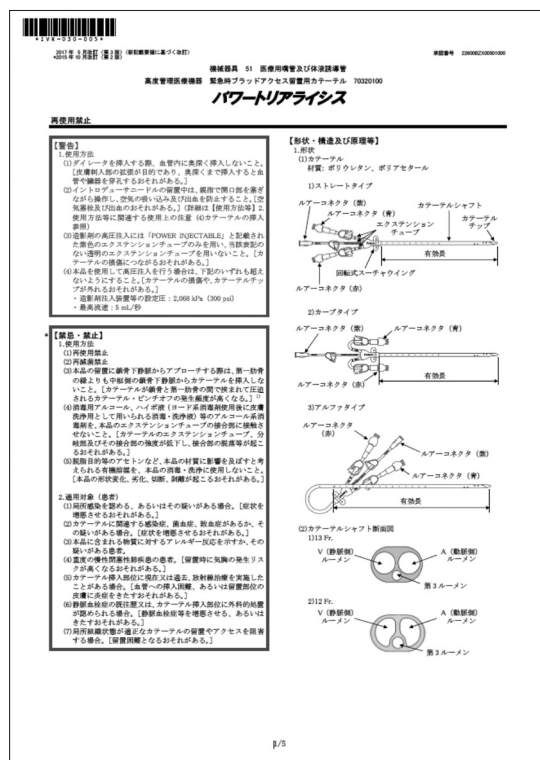 *IVK-030-005*
2017年 5月改訂（第3版）（新記載要領に基づく改訂）
*2015年10月改訂（第2版）
承認番号 22600BZX00501000
機械器具 51 医療用嘴管及び体液誘導管
高度管理医療機器 緊急時ブラッドアクセス留置用カテーテル 70320100
パワートリアライシス
再使用禁止
【警告】
1.使用方法
(1)ダイレータを挿入する際、血管内に奥深く挿入しないこと。
［皮膚刺入部の拡張が目的であり、奥深くまで挿入すると血
管や臓器を穿孔するおそれがある。］
(2)イントロデューサニードルの留置中は、親指で開口部を塞ぎ
ながら操作し、空気の吸い込み及び出血を防止すること。［空
気塞栓及び出血のおそれがある。］（詳細は【使用方法等】2.
使用方法等に関連する使用上の注意 (4)カテーテルの挿入
参照）
(3)造影剤の高圧注入には「POWER INJECTABLE」と記載され
た紫色のエクステンションチューブのみを用い、当該表記の
ない透明のエクステンションチューブを用いないこと。［カ
テーテルの損傷につながるおそれがある。］
(4)本品を使用して高圧注入を行う場合は、下記のいずれも超え
ないようにすること。［カテーテルの損傷や、カテーテルチッ
プが外れるおそれがある。］
・造影剤注入装置等の設定圧：2,068 kPa（300 psi）
・最高流速：5 mL/秒
*【禁忌・禁止】
1.使用方法
(1)再使用禁止
(2)再滅菌禁止
(3)本品の留置に鎖骨下静脈からアプローチする際は、第一肋骨
の縁よりも中枢側の鎖骨下静脈からカテーテルを挿入しな
いこと。［カテーテルが鎖骨と第一肋骨の間で挟まれて圧迫
されるカテーテル・ピンチオフの発生頻度が高くなる。］1)
(4)消毒用アルコール、ハイポ液（ヨード系消毒剤使用後に皮膚
洗浄用として用いられる消毒・洗浄液）等のアルコール系消
毒剤を、本品のエクステンションチューブの接合部に接触さ
せないこと。［カテーテルのエクステンションチューブ、分
岐部及びその接合部の強度が低下し、接合部の脱落等が起こ
るおそれがある。］
(5)脱脂目的等のアセトンなど、本品の材質に影響を及ぼすと考
えられる有機溶媒を、本品の消毒・洗浄に使用しないこと。
［本品の形状変化、劣化、切断、剥離が起こるおそれがある。］
2.適用対象（患者）
(1)局所感染を認める、あるいはその疑いがある場合。［症状を
増悪させるおそれがある。］
(2)カテーテルに関連する感染症、菌血症、敗血症があるか、そ
の疑いがある場合。［症状を増悪させるおそれがある。］
(3)本品に含まれる物質に対するアレルギー反応を示すか、その
疑いがある患者。
(4)重度の慢性閉塞性肺疾患の患者。［留置時に気胸の発生リス
クが高くなるおそれがある。］
(5)カテーテル挿入部位に現在又は過去、放射線治療を実施した
ことがある場合。［血管への挿入困難、あるいは留置部位の
皮膚に炎症をきたすおそれがある。］
(6)静脈血栓症の既往歴又は、カテーテル挿入部位に外科的処置
が認められる場合。［静脈血栓症等を増悪させる、あるいは
きたすおそれがある。］
(7)局所組織状態が適正なカテーテルの留置やアクセスを阻害
する場合。［留置困難となるおそれがある。］
【形状・構造及び原理等】
1.形状
(1)カテーテル
材質：ポリウレタン、ポリアセタール
1)ストレートタイプ
ルアーコネクタ（紫）
ルアーコネクタ（青）
エクステンション
チューブ
カテーテルシャフト
カテーテル
チップ
有効長
回転式スーチャウイング
ルアーコネクタ（赤）
2)カーブタイプ
ルアーコネクタ（紫）
ルアーコネクタ（青）
ルアーコネクタ
（赤）
有効長
3)アルファタイプ
ルアーコネクタ
（赤）
ルアーコネクタ（紫）
ルアーコネクタ（青）
有効長
(2)カテーテルシャフト断面図
1)13 Fr.
V（静脈側）
ルーメン
A（動脈側）
ルーメン
第3ルーメン
2)12 Fr.
V（静脈側）
ルーメン
A（動脈側）
ルーメン
第3ルーメン
1/5